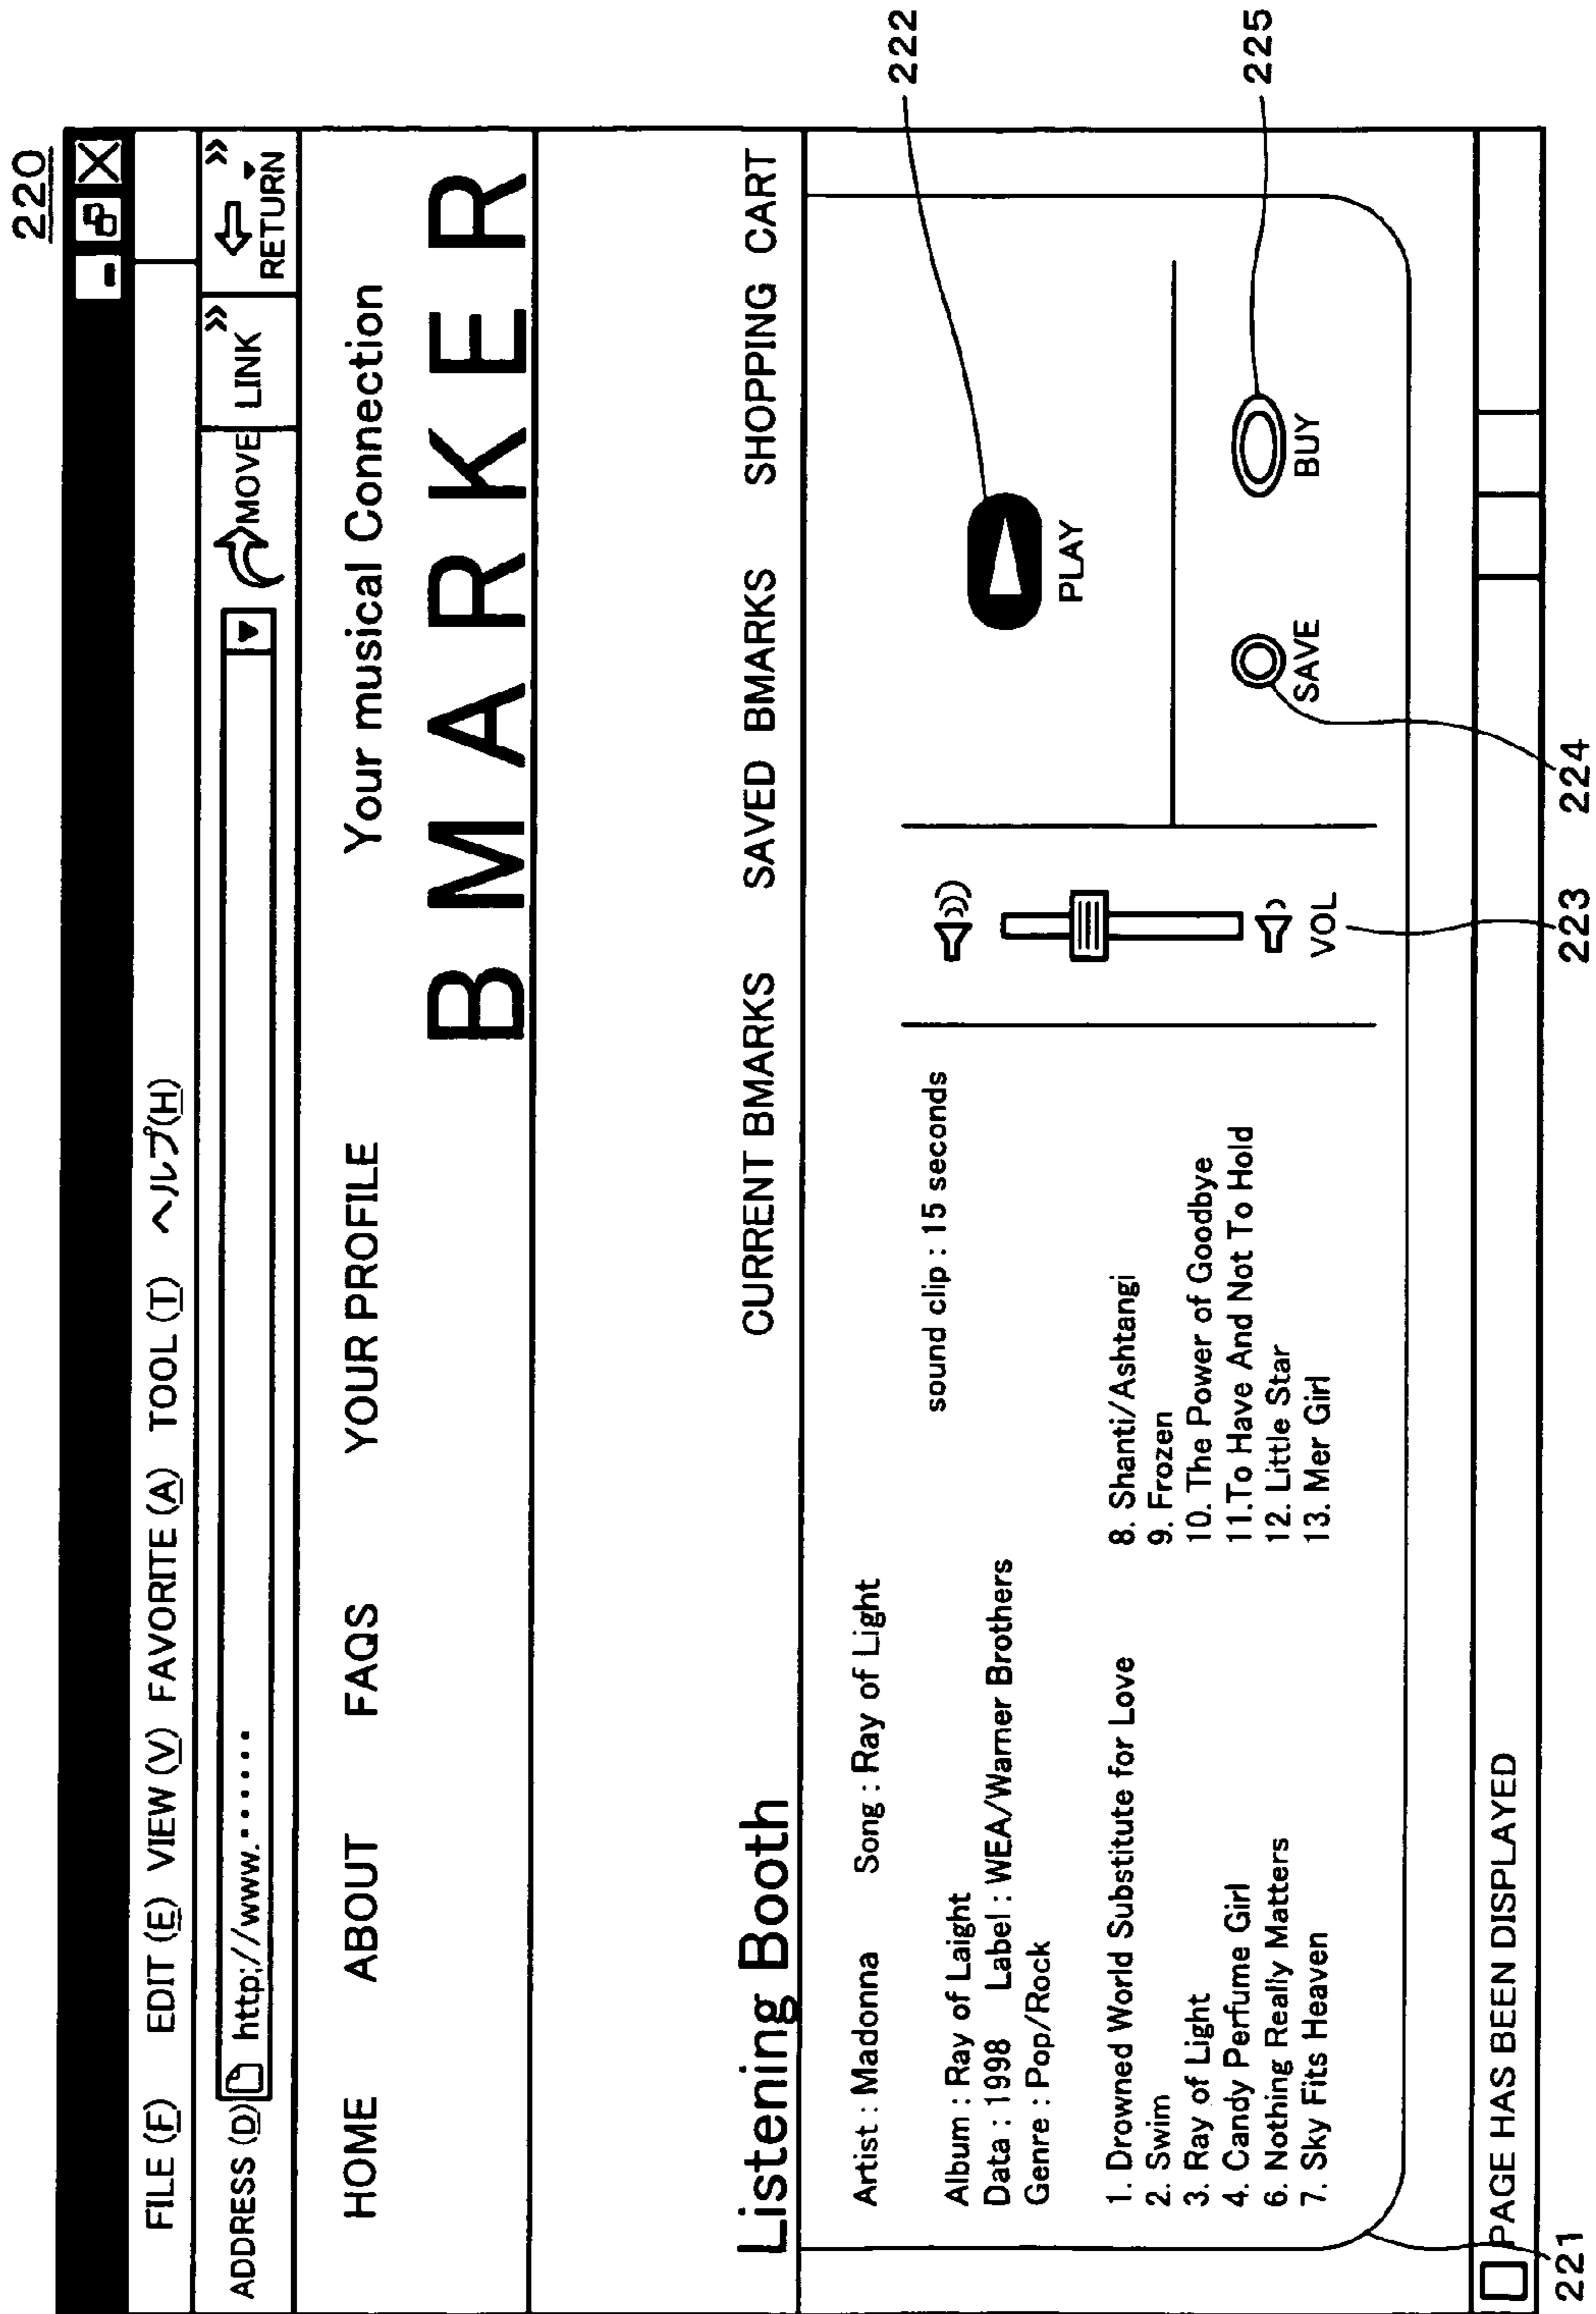 220
FILE (F) EDIT (E) VIEW (V) FAVORITE (A) TOOL (T) ヘルプ(H)
ADDRESS (D) http;//www.······ MOVE LINK » RETURN »
HOME ABOUT FAQS YOUR PROFILE Your musical Connection
BMARKER
Listening Booth CURRENT BMARKS SAVED BMARKS SHOPPING CART
Artist : Madonna Song : Ray of Light
sound clip : 15 seconds
Album : Ray of Laight
Data : 1998 Label : WEA/Warner Brothers
Genre : Pop/Rock
1. Drowned World Substitute for Love
2. Swim
3. Ray of Light
4. Candy Perfume Girl
6. Nothing Really Matters
7. Sky Fits Heaven
8. Shanti/Ashtangi
9. Frozen
10. The Power of Goodbye
11.To Have And Not To Hold
12. Little Star
13. Mer Girl
VOL
PLAY
SAVE
BUY
222
225
PAGE HAS BEEN DISPLAYED
221
223
224